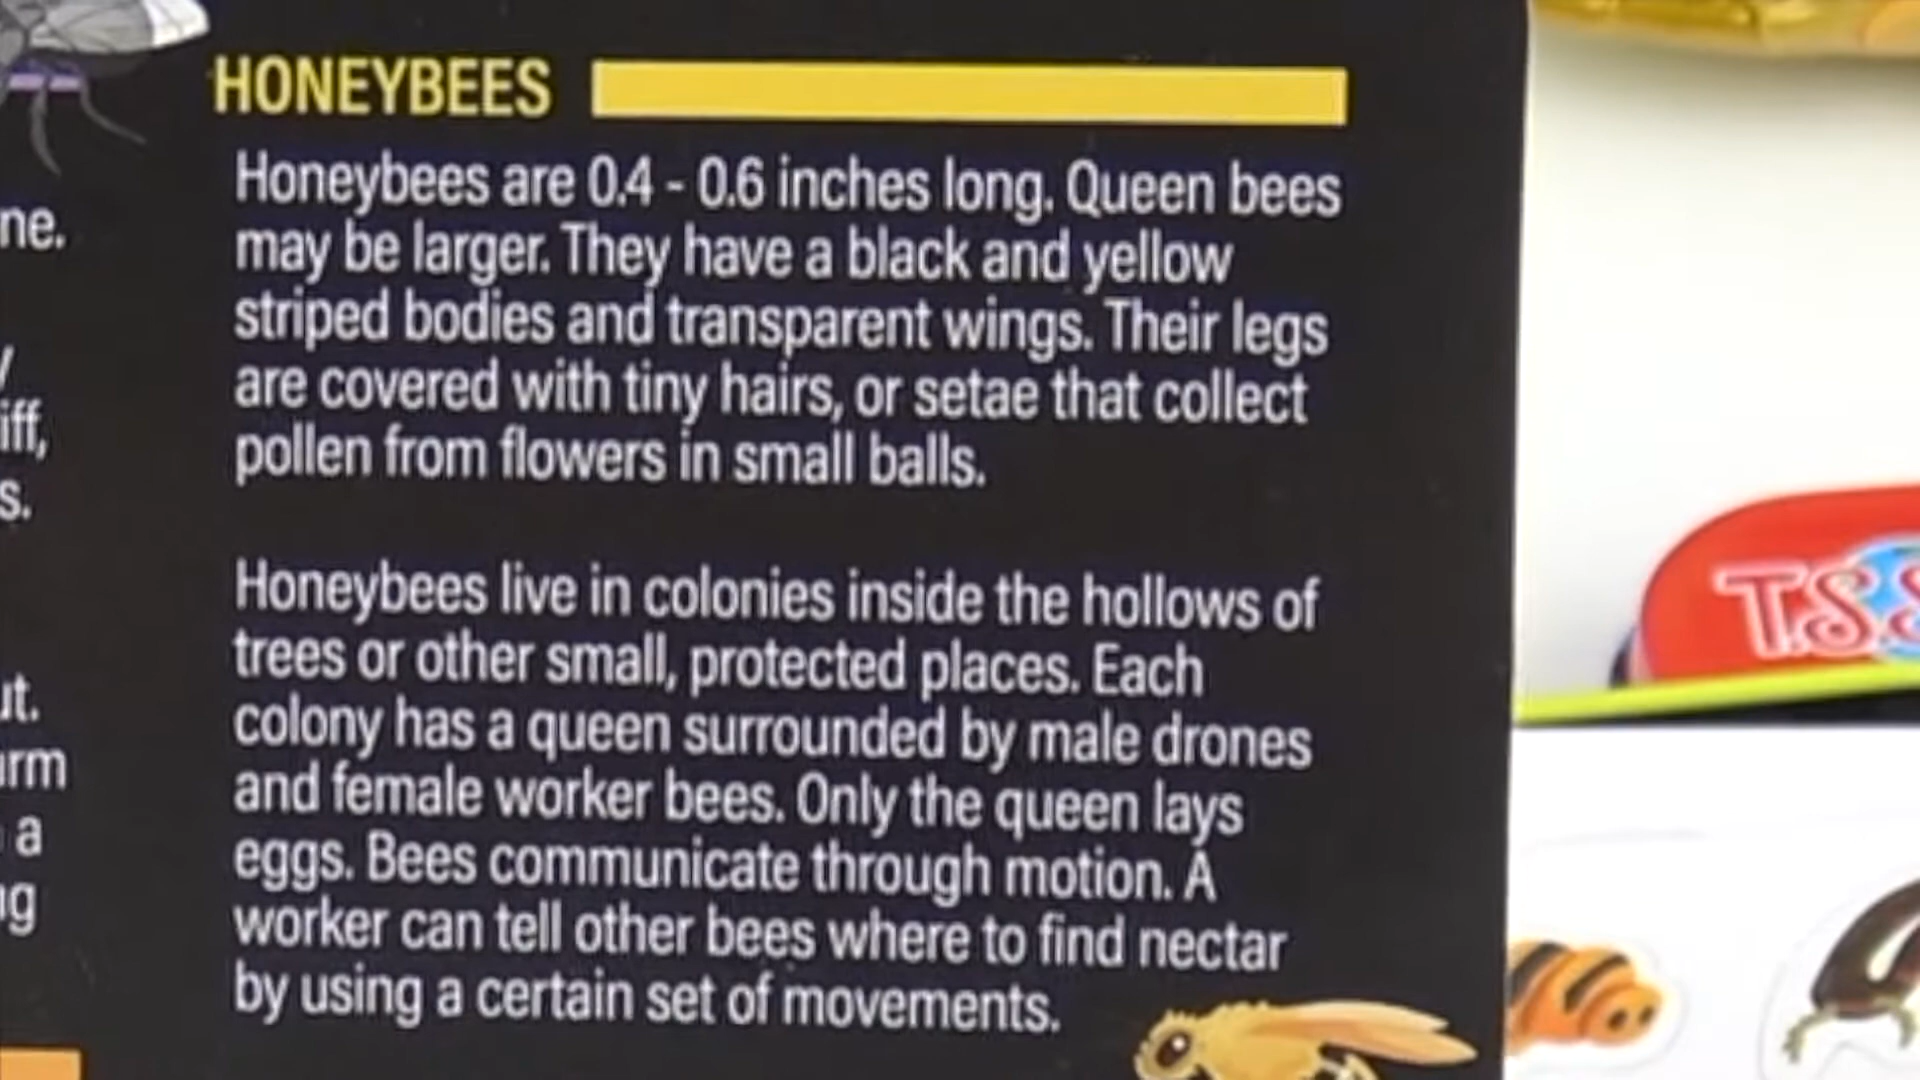 HONEYBEES
Honeybees are 0.4 - 0.6 inches long. Queen bees
may be larger. They have a black and yellow
striped bodies and transparent wings. Their legs
are covered with tiny hairs, or setae that collect
pollen from flowers in small balls.
Honeybees live in colonies inside the hollows of
trees or other small, protected places. Each
colony has a queen surrounded by male drones
and female worker bees. Only the queen lays
eggs. Bees communicate through motion. A
worker can tell other bees where to find nectar
by using a certain set of movements.
a
T.S.